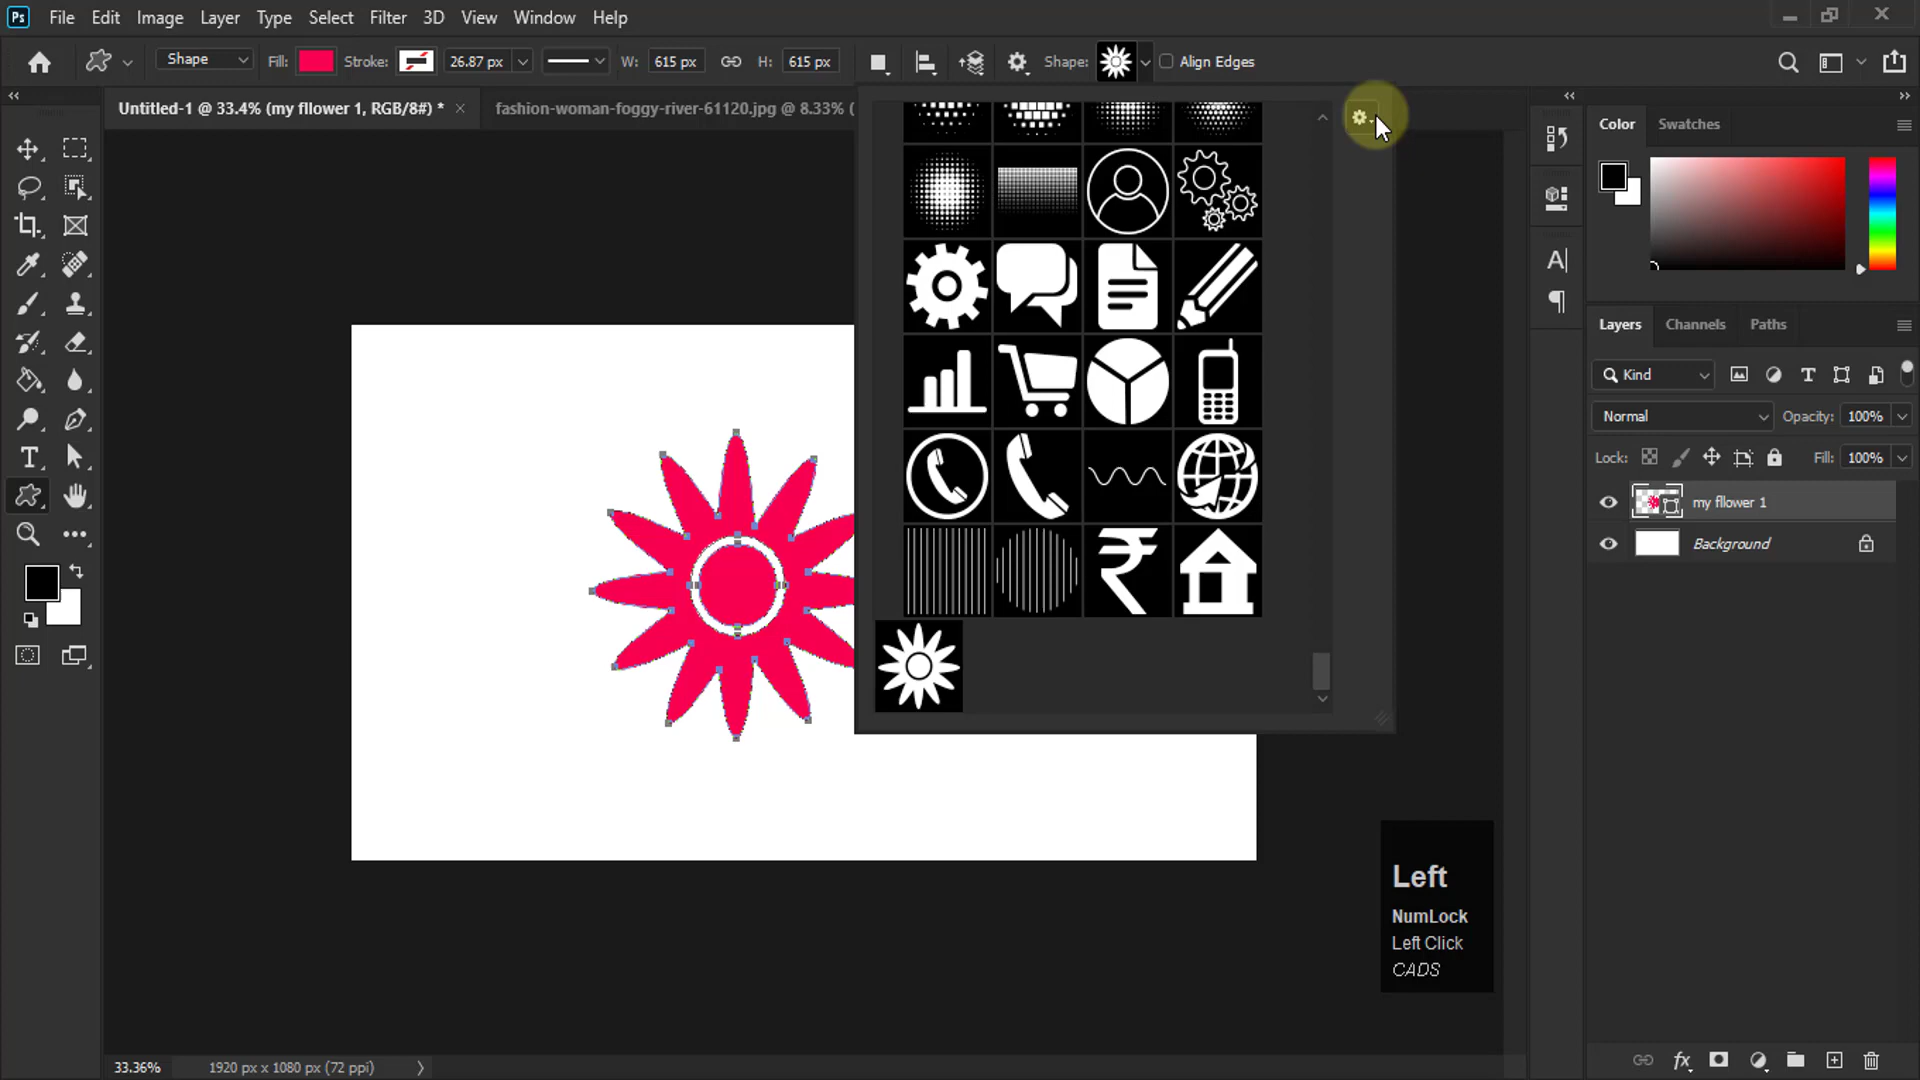 Ps File Edit Image Layer Type Select Filter 3D View Window Help
Shape Fill: Stroke: 26.87 px W: 615 px H: 615 px Shape: Align Edges
Untitled-1 @ 33.4% (my fllower 1, RGB/8#) * fashion-woman-foggy-river-61120.jpg @ 8.33% (
Color Swatches
Layers Channels Paths
Kind
Normal Opacity: 100%
Lock: Fill: 100%
my fllower 1
Background
Left
NumLock
Left Click
CADS
33.36% 1920 px x 1080 px (72 ppi)